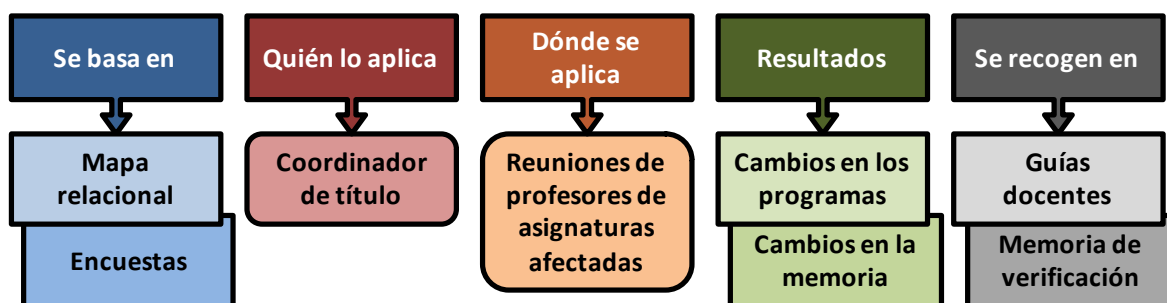 Se basa en
Quién lo aplica
Dónde se
aplica
Resultados
Se recogen en
Mapa
relacional
Encuestas
Coordinador
de título
Reuniones de
profesores de
asignaturas
afectadas
Cambios en los
programas
Cambios en la
memoria
Guías
docentes
Memoria de
verificación